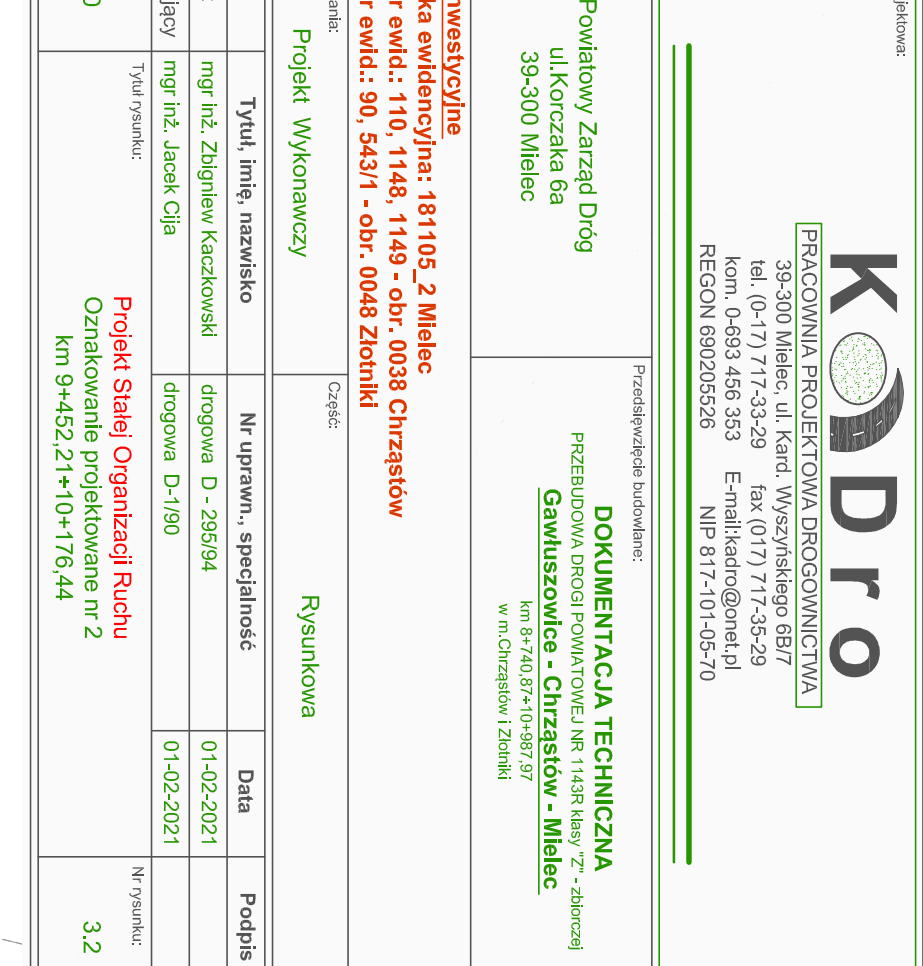 jektowa:
KaDro
PRACOWNIA PROJEKTOWA DROGOWNICTWA
39-300 Mielec, ul. Kard. Wyszyńskiego 6B/7
tel. (0-17) 717-33-29 fax (017) 717-35-29
kom. 0-693 456 353 E-mail:kadro@onet.pl
REGON 690205526 NIP 817-101-05-70
Powiatowy Zarząd Dróg
ul.Korczaka 6a
39-300 Mielec
Przedsięwzięcie budowlane:
DOKUMENTACJA TECHNICZNA
PRZEBUDOWA DROGI POWIATOWEJ NR 1143R klasy "Z" - zbiorczej
Gawłuszowice - Chrząstów - Mielec
km 8+740,87÷10+987,97
w m.Chrząstów i Złotniki
nwestycyjne
ka ewidencyjna: 181105_2 Mielec
r ewid.: 110, 1148, 1149 - obr. 0038 Chrząstów
r ewid.: 90, 543/1 - obr. 0048 Złotniki
ania:
Projekt Wykonawczy
Część:
Rysunkowa
Tytuł, imię, nazwisko Nr uprawn., specjalność Data Podpis
: mgr inż. Zbigniew Kaczkowski drogowa D - 295/94 01-02-2021
jący mgr inż. Jacek Cija drogowa D-1/90 01-02-2021
Tytuł rysunku:
Projekt Stałej Organizacji Ruchu
Oznakowanie projektowane nr 2
km 9+452,21÷10+176,44
Nr rysunku:
3.2